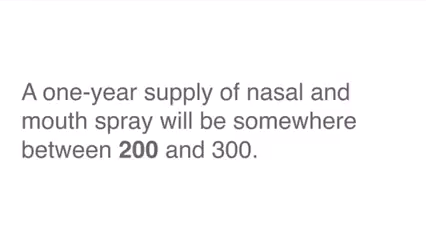 A one-year supply of nasal and
mouth spray will be somewhere
between 200 and 300.